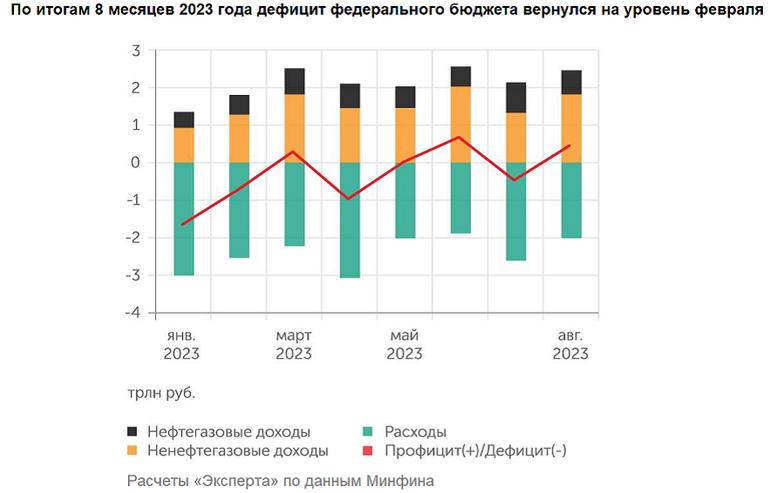 По итогам 8 месяцев 2023 года дефицит федерального бюджета вернулся на уровень февраля
3
2
1
0
-1
-2
-3
-4
янв. март май авг.
2023 2023 2023 2023
трлн руб.
Нефтегазовые доходы Расходы
Ненефтегазовые доходы Профицит(+)/Дефицит(-)
Расчеты «Эксперта» по данным Минфина